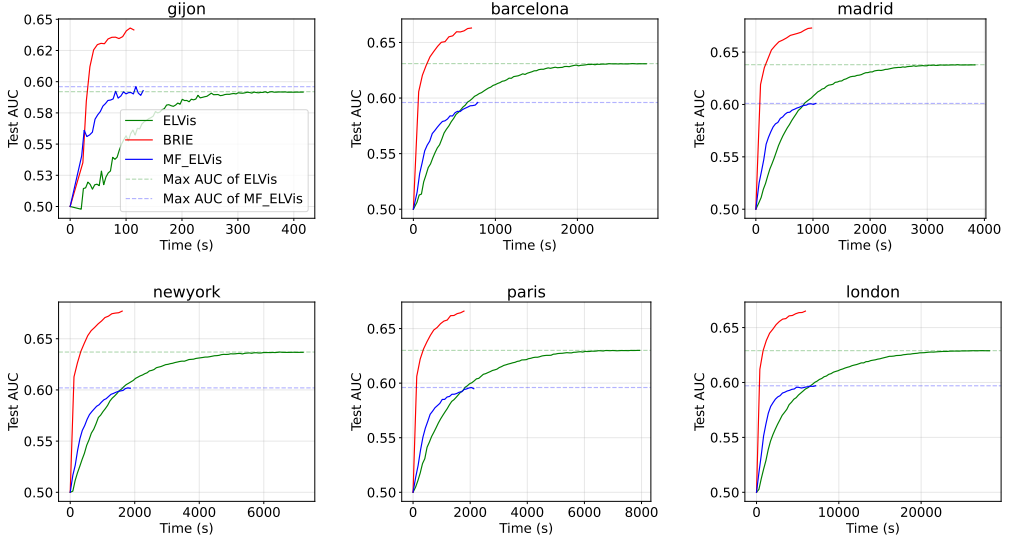 gijon
Test AUC
0.65
0.62
0.60
0.58
0.55
0.53
0.50
ELVis
BRIE
MF_ELVis
Max AUC of ELVis
Max AUC of MF_ELVis
0 100 200 300 400
Time (s)
barcelona
Test AUC
0.65
0.60
0.55
0.50
0 1000 2000
Time (s)
madrid
Test AUC
0.65
0.60
0.55
0.50
0 1000 2000 3000 4000
Time (s)
newyork
Test AUC
0.65
0.60
0.55
0.50
0 2000 4000 6000
Time (s)
paris
Test AUC
0.65
0.60
0.55
0.50
0 2000 4000 6000 8000
Time (s)
london
Test AUC
0.65
0.60
0.55
0.50
0 10000 20000
Time (s)